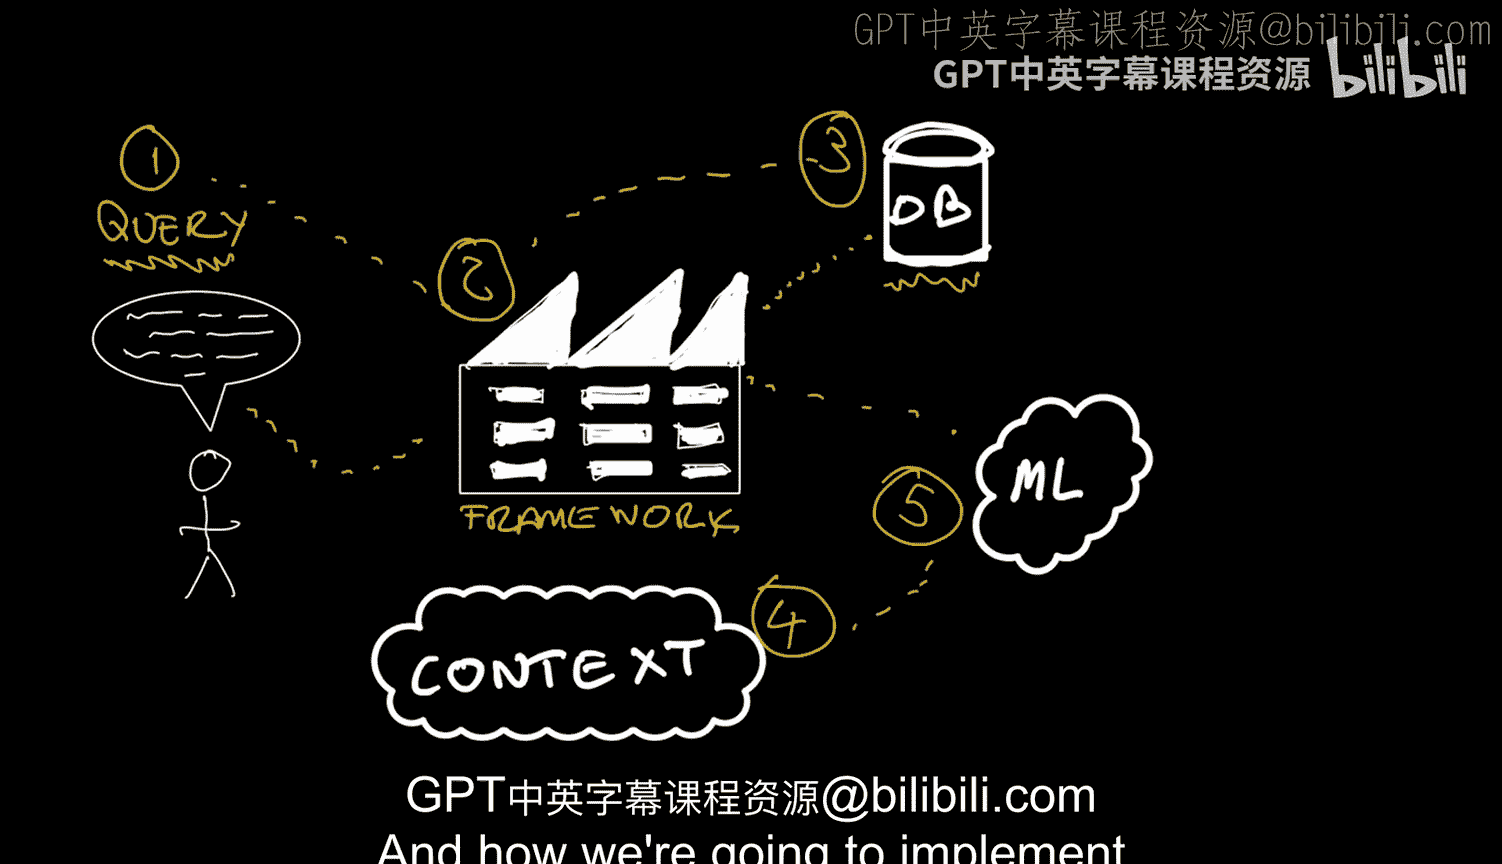 GPT中英字幕课程资源@bilibili.com
GPT中英字幕课程资源 bilibili
1
QUERY
2
3
DB
FRAMEWORK
ML
5
4
CONTEXT
GPT中英字幕课程资源@bilibili.com
And how we're going to implement